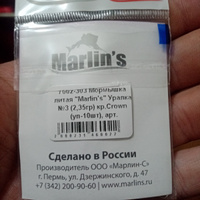 Marlin's
7002-303 Мормышка
литая "Marlin's" Уралка
№3 (2,35гр) кр.Crown
(уп-10шт), арт.
Сделано в России
Производитель ООО «Марлин-С»
г. Пермь, ул. Дзержинского, д. 47
+7 (342) 200-90-60 | www.marlins.ru